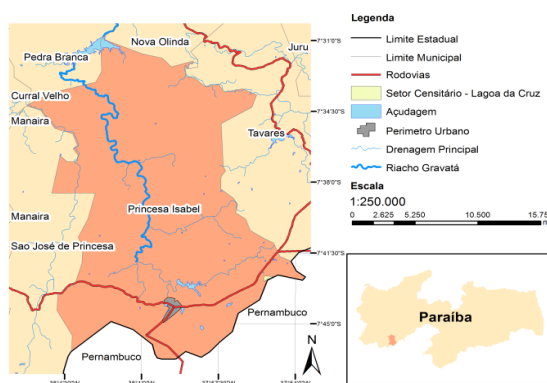 Nova Olinda
Juru
Pedra Branca
Curral Velho
Manaira
Tavares
Princesa Isabel
Manaira
Sao José de Princesa
Pernambuco
Pernambuco
N
7°31'0"S
7°34'30"S
7°38'0"S
7°41'30"S
7°45'0"S
Legenda
Limite Estadual
Limite Municipal
Rodovias
Setor Censitário - Lagoa da Cruz
Açudagem
Perimetro Urbano
Drenagem Principal
Riacho Gravatá
Escala
1:250.000
0 2.625 5.250 10.500 15.75
Paraíba